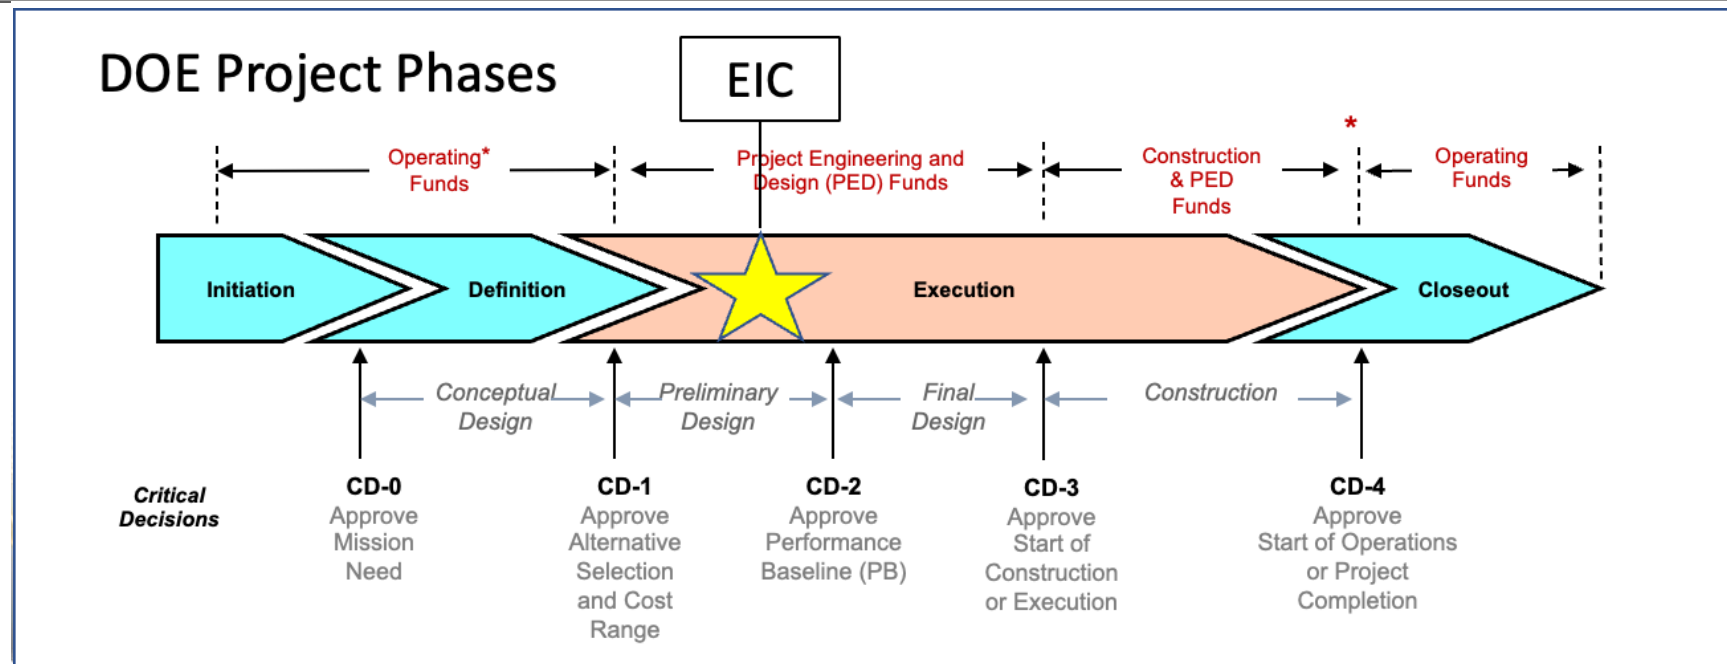 DOE Project Phases
EIC
*
Operating*
Funds
Project Engineering and
Design (PED) Funds
Construction
& PED
Funds
Operating
Funds
Initiation
Definition
Execution
Closeout
Conceptual
Design
Preliminary
Design
Final
Design
Construction
Critical
Decisions
CD-0
Approve
Mission
Need
CD-1
Approve
Alternative
Selection
and Cost
Range
CD-2
Approve
Performance
Baseline (PB)
CD-3
Approve
Start of
Construction
or Execution
CD-4
Approve
Start of Operations
or Project
Completion